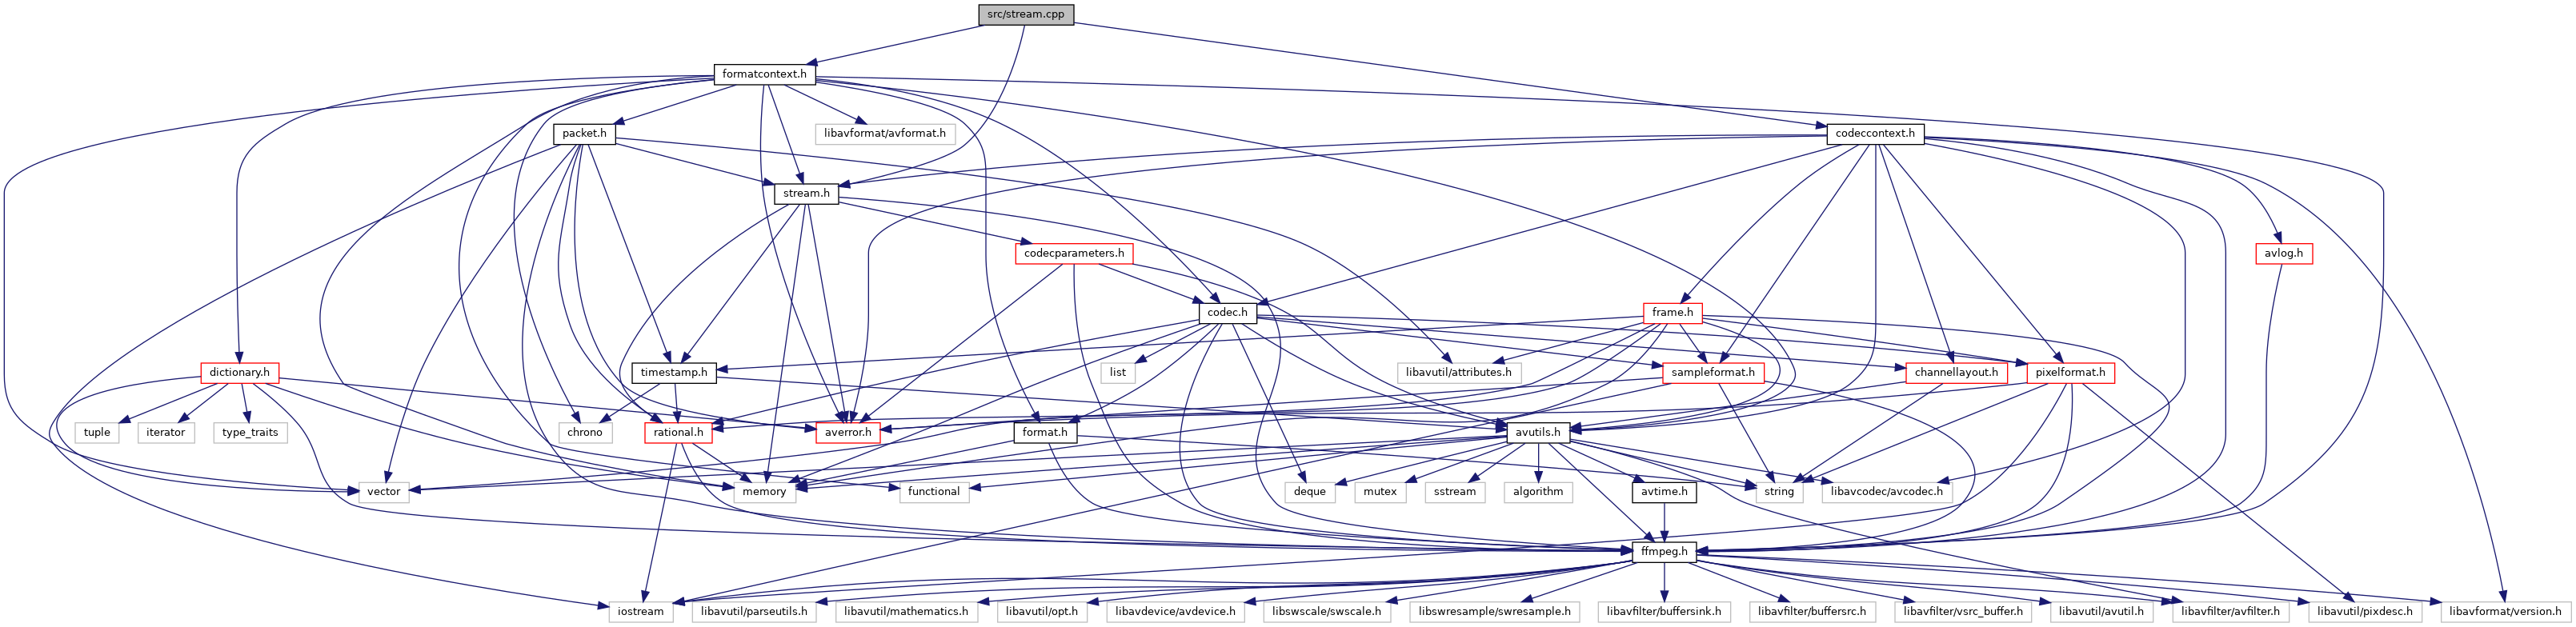 src/stream.cpp
formatcontext.h
packet.h
libavformat/avformat.h
codeccontext.h
stream.h
codecparameters.h
avlog.h
codec.h
frame.h
dictionary.h
timestamp.h
list
libavutil/attributes.h
sampleformat.h
channellayout.h
pixelformat.h
tuple
iterator
type_traits
chrono
rational.h
averror.h
format.h
avutils.h
vector
memory
functional
deque
mutex
sstream
algorithm
avtime.h
string
libavcodec/avcodec.h
ffmpeg.h
iostream
libavutil/parseutils.h
libavutil/mathematics.h
libavutil/opt.h
libavdevice/avdevice.h
libswscale/swscale.h
libswresample/swresample.h
libavfilter/buffersink.h
libavfilter/buffersrc.h
libavfilter/vsrc_buffer.h
libavutil/avutil.h
libavfilter/avfilter.h
libavutil/pixdesc.h
libavformat/version.h